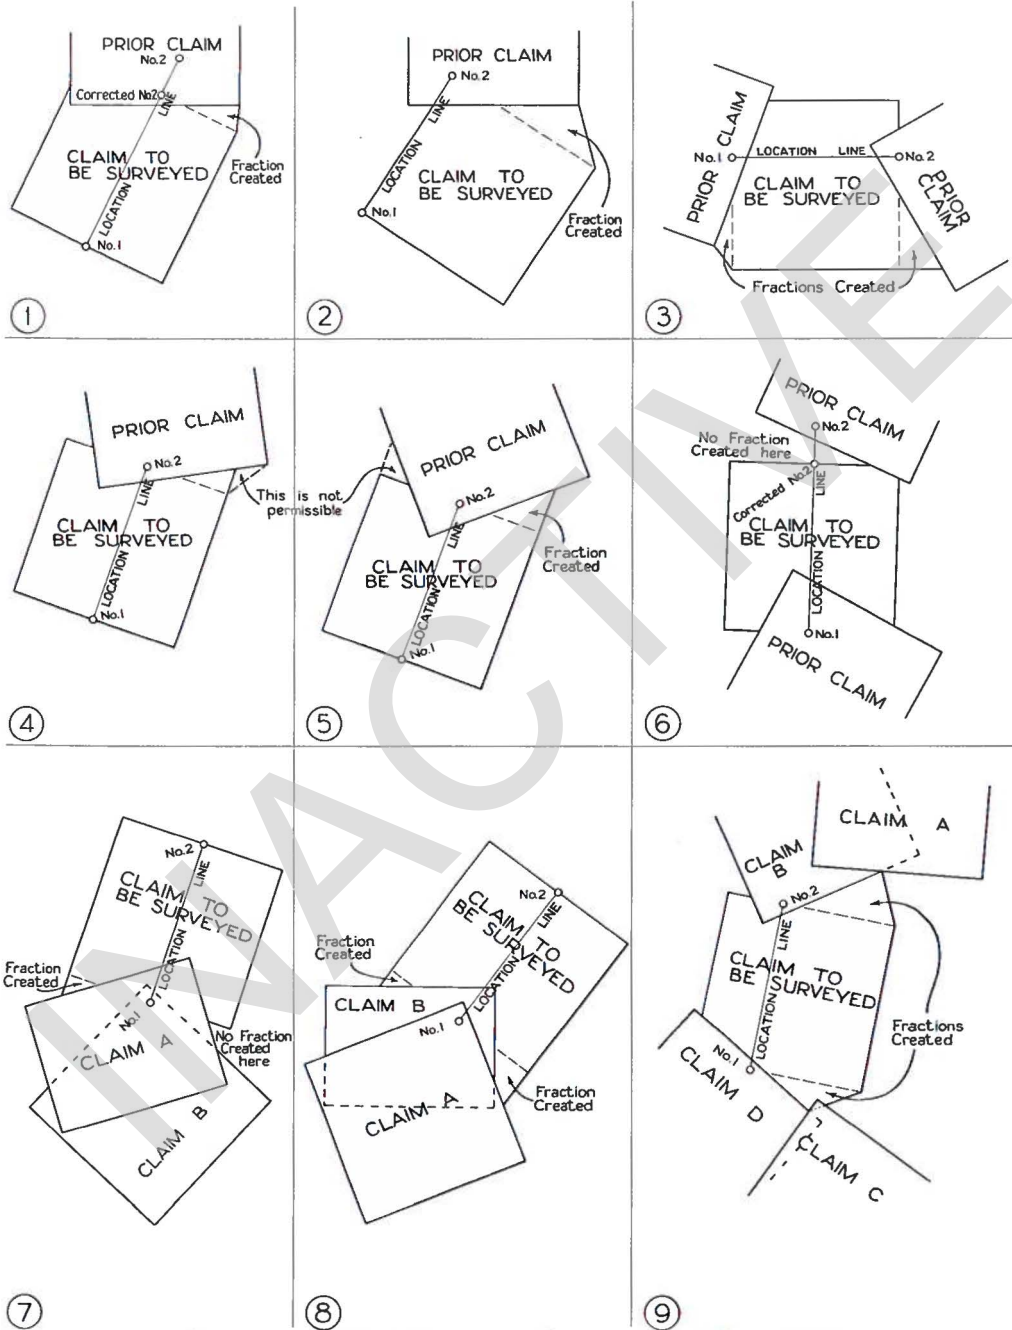 PRIOR CLAIM
No.2
Corrected No2
LINE
CLAIM TO
BE SURVEYED
Fraction
Created
LOCATION
No.1
1
PRIOR CLAIM
No.2
LINE
LOCATION
CLAIM TO
BE SURVEYED
No.1
Fraction
Created
2
PRIOR CLAIM
No.1
LOCATION LINE
No.2
CLAIM TO
BE SURVEYED
PRIOR
CLAIM
Fractions Created
3
PRIOR CLAIM
No.2
LINE
This is not
permissible
CLAIM TO
BE SURVEYED
LOCATION
No.1
4
PRIOR CLAIM
No.2
LINE
Fraction
Created
CLAIM TO
BE SURVEYED
LOCATION
No.1
5
PRIOR CLAIM
No.2
No Fraction
Created here
Corrected No.2
LINE
CLAIM TO
BE SURVEYED
LOCATION
No.1
PRIOR CLAIM
6
No.2
LINE
CLAIM TO
BE SURVEYED
LOCATION
Fraction
Created
No.1
No Fraction
Created
here
CLAIM A
CLAIM B
7
No.2
LINE
CLAIM TO
BE SURVEYED
LOCATION
Fraction
Created
CLAIM B
No.1
Fraction
Created
CLAIM A
8
CLAIM A
CLAIM
B
No.2
LINE
CLAIM TO
BE SURVEYED
LOCATION
Fractions
Created
No.1
CLAIM D
CLAIM C
9
INACTIVE